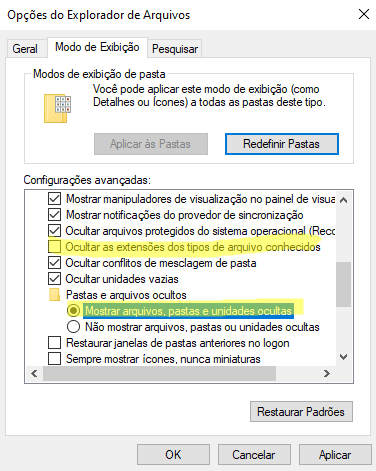 Opções do Explorador de Arquivos
Geral
Modo de Exibição
Pesquisar
Modos de exibição de pasta
Você pode aplicar este modo de exibição (como
Detalhes ou Ícones) a todas as pastas deste tipo.
Aplicar às Pastas
Redefinir Pastas
Configurações avançadas:
Mostrar manipuladores de visualização no painel de visua
Mostrar notificações do provedor de sincronização
Ocultar arquivos protegidos do sistema operacional (Reco
Ocultar as extensões dos tipos de arquivo conhecidos
Ocultar conflitos de mesclagem de pasta
Ocultar unidades vazias
Pastas e arquivos ocultos
Mostrar arquivos, pastas e unidades ocultas
Não mostrar arquivos, pastas ou unidades ocultas
Restaurar janelas de pastas anteriores no logon
Sempre mostrar ícones, nunca miniaturas
Restaurar Padrões
OK
Cancelar
Aplicar